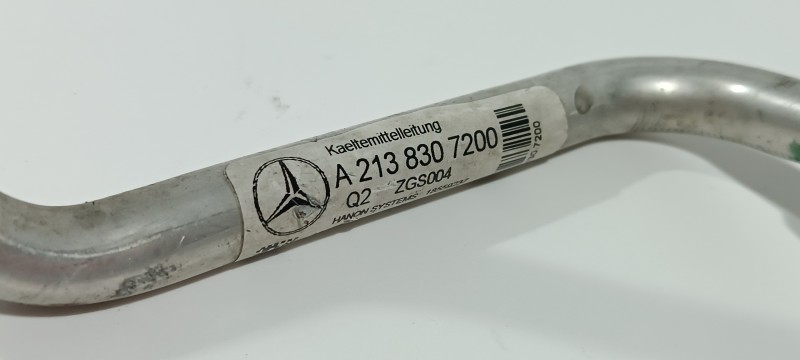 Kaeltemittelleitung
A 213 830 7200
Q2 ZGS004
HANON SYSTEMS
7200